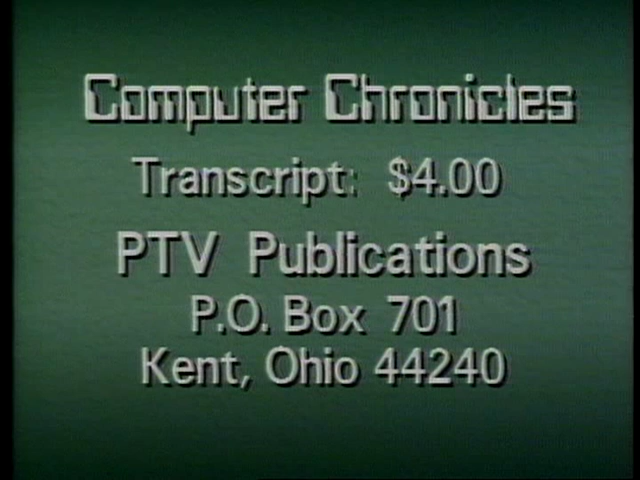 Computer Chronicles
Transcript: $4.00
PTV Publications
P.O. Box 701
Kent, Ohio 44240